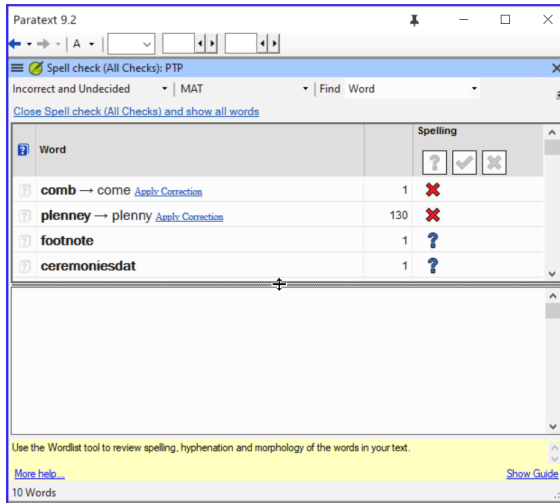 Paratext 9.2
A
Spell check (All Checks): PTP
Incorrect and Undecided MAT Find Word
Close Spell check (All Checks) and show all words
Spelling
Word
comb → come Apply Correction 1
plenney → plenny Apply Correction 130
footnote 1
ceremoniesdat 1
Use the Wordlist tool to review spelling, hyphenation and morphology of the words in your text.
More help... Show Guide
10 Words